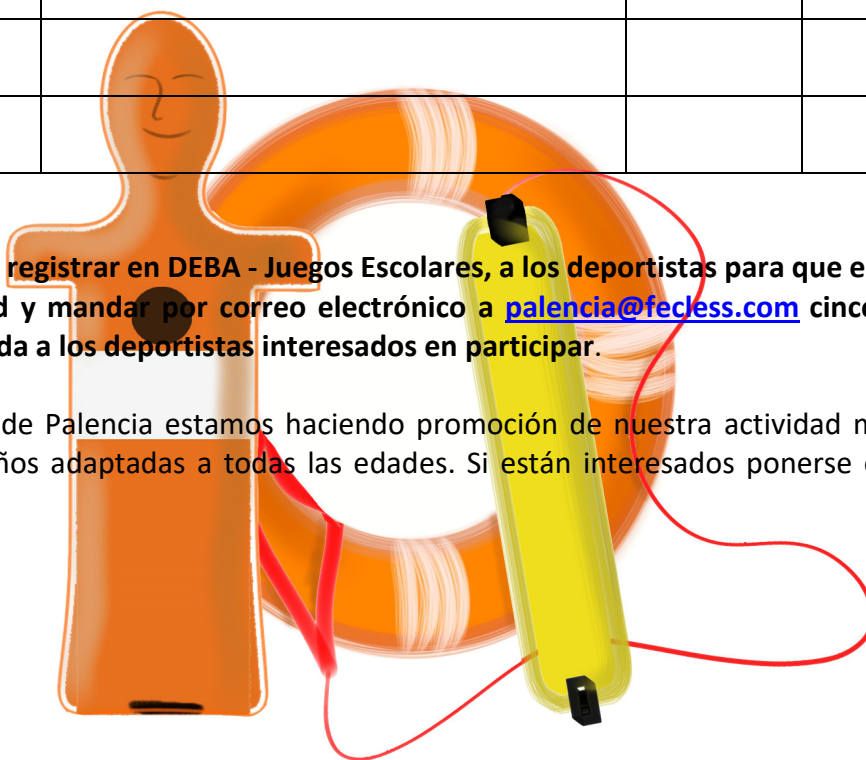 registrar en DEBA - Juegos Escolares, a los deportistas para que e
d y mandar por correo electrónico a palencia@fecless.com cinco
da a los deportistas interesados en participar.
de Palencia estamos haciendo promoción de nuestra actividad
ños adaptadas a todas las edades. Si están interesados ponerse